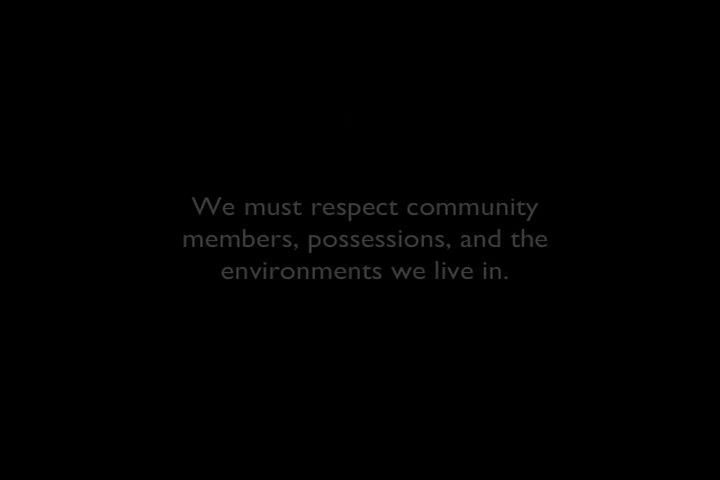 We must respect community
members, possessions, and the
environments we live in.